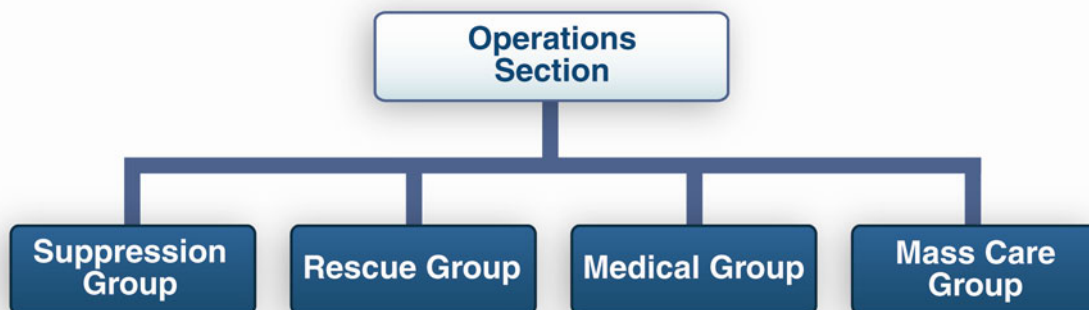 Operations
Section
Suppression
Group
Rescue Group
Medical Group
Mass Care
Group